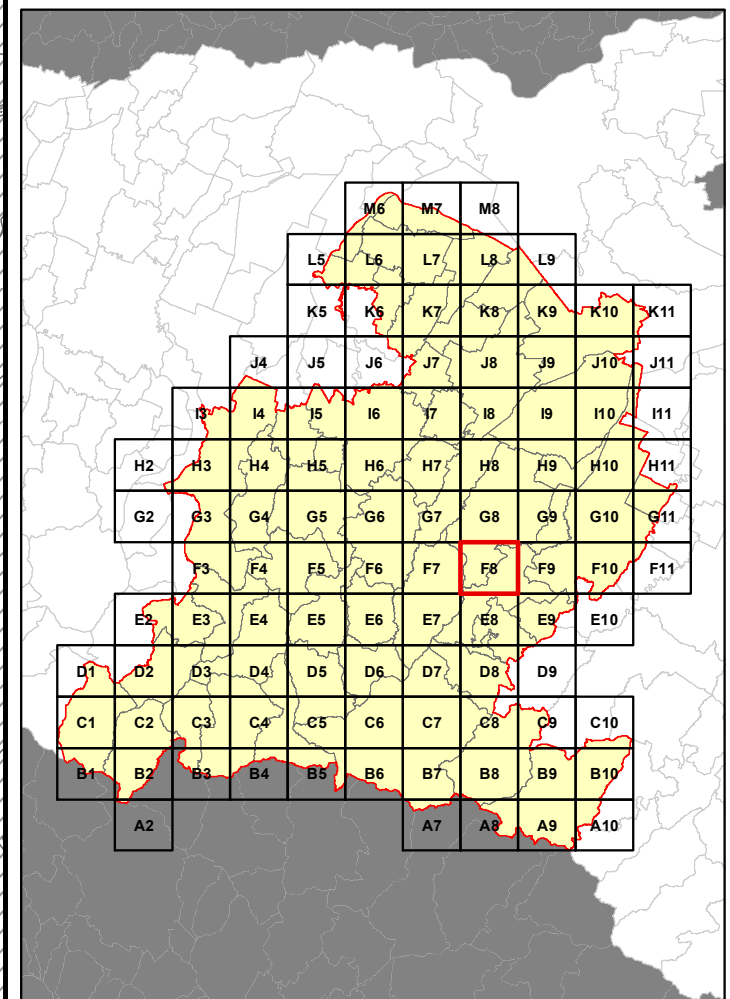 M6 M7 M8
L5 L6 L7 L8 L9
K5 K6 K7 K8 K9 K10 K11
J4 J5 J6 J7 J8 J9 J10 J11
I3 I4 I5 I6 I7 I8 I9 I10 I11
H2 H3 H4 H5 H6 H7 H8 H9 H10 H11
G2 G3 G4 G5 G6 G7 G8 G9 G10 G11
F3 F4 F5 F6 F7 F8 F9 F10 F11
E2 E3 E4 E5 E6 E7 E8 E9 E10
D1 D2 D3 D4 D5 D6 D7 D8 D9
C1 C2 C3 C4 C5 C6 C7 C8 C9 C10
B1 B2 B3 B4 B5 B6 B7 B8 B9 B10
A2 A7 A8 A9 A10